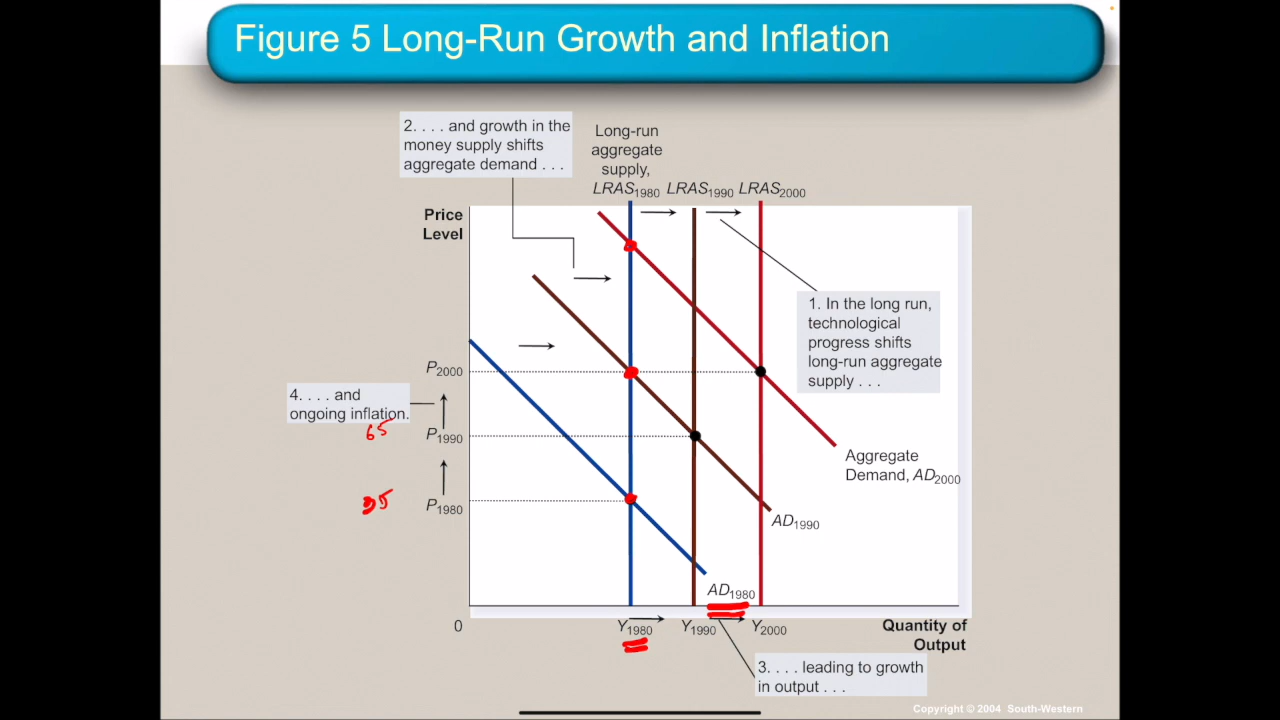 Figure 5 Long-Run Growth and Inflation
2. . . . and growth in the
money supply shifts
aggregate demand . . .
Long-run
aggregate
supply,
LRAS1980 LRAS1990 LRAS2000
Price
Level
1. In the long run,
technological
progress shifts
long-run aggregate
supply . . .
P2000
4. . . . and
ongoing inflation.
65
P1990
35
P1980
Aggregate
Demand, AD2000
AD1990
AD1980
0
Y1980 Y1990 Y2000
Quantity of
Output
3. . . . leading to growth
in output . . .
Copyright © 2004 South-Western